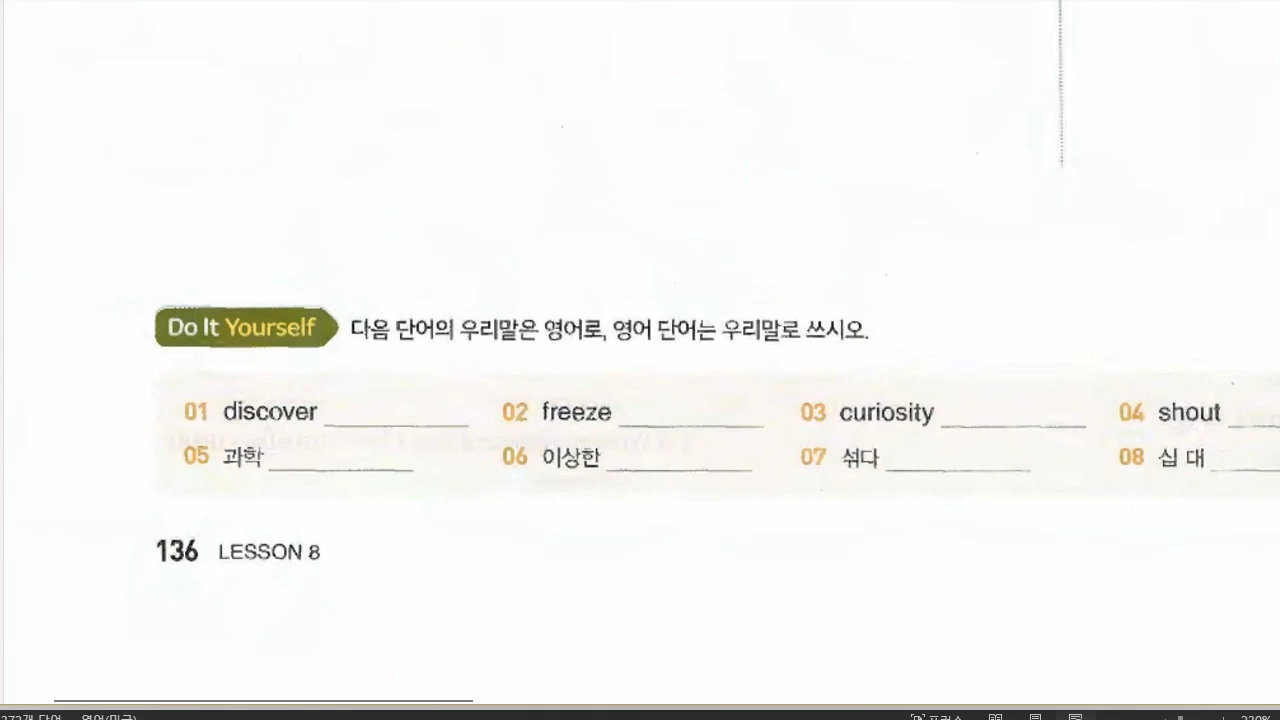 Do It Yourself 다음 단어의 우리말은 영어로, 영어 단어는 우리말로 쓰시오.
01 discover 02 freeze 03 curiosity 04 shout
05 과학 06 이상한 07 섞다 08 십 대
136 LESSON 8